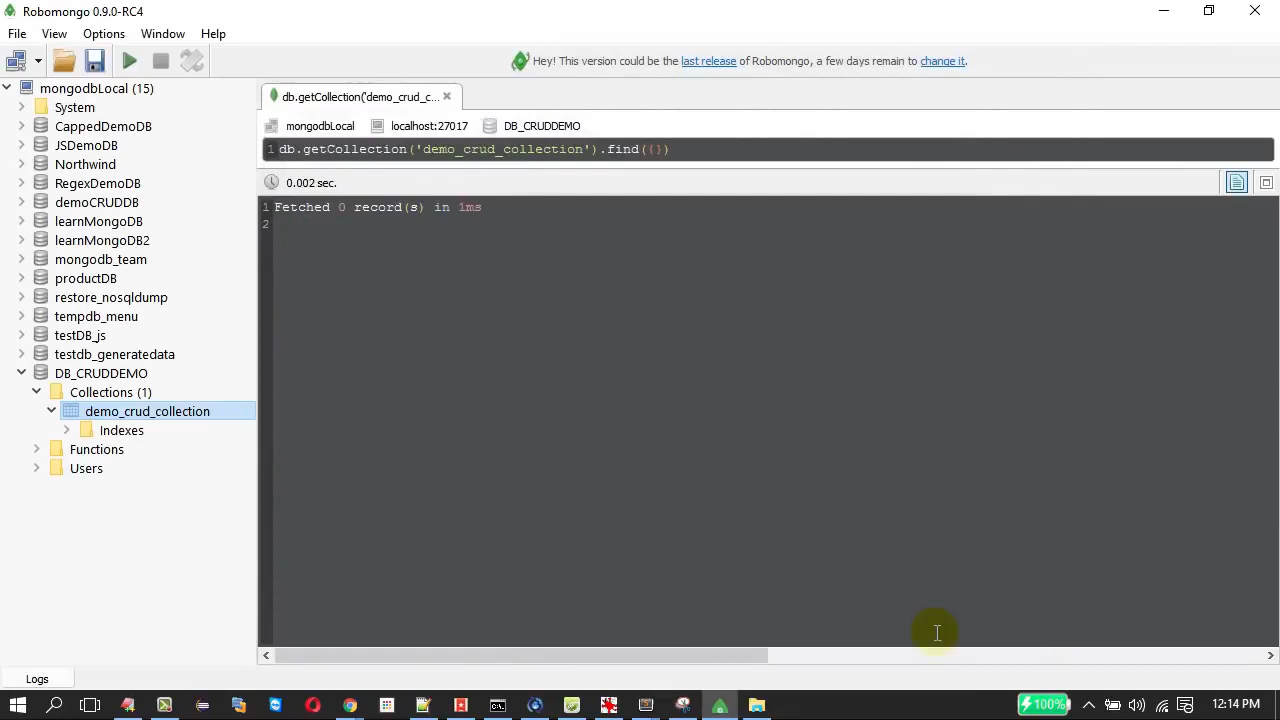 Robomongo 0.9.0-RC4
File View Options Window Help
Hey! This version could be the last release of Robomongo, a few days remain to change it.
mongodbLocal (15)
System
CappedDemoDB
JSDemoDB
Northwind
RegexDemoDB
demoCRUDDB
learnMongoDB
learnMongoDB2
mongodb_team
productDB
restore_nosqldump
tempdb_menu
testDB_js
testdb_generatedata
DB_CRUDDEMO
Collections (1)
demo_crud_collection
Indexes
Functions
Users
db.getCollection('demo_crud_c...
mongodbLocal localhost:27017 DB_CRUDDEMO
1 db.getCollection('demo_crud_collection').find({})
0.002 sec.
1 Fetched 0 record(s) in 1ms
2
Logs
100% 12:14 PM